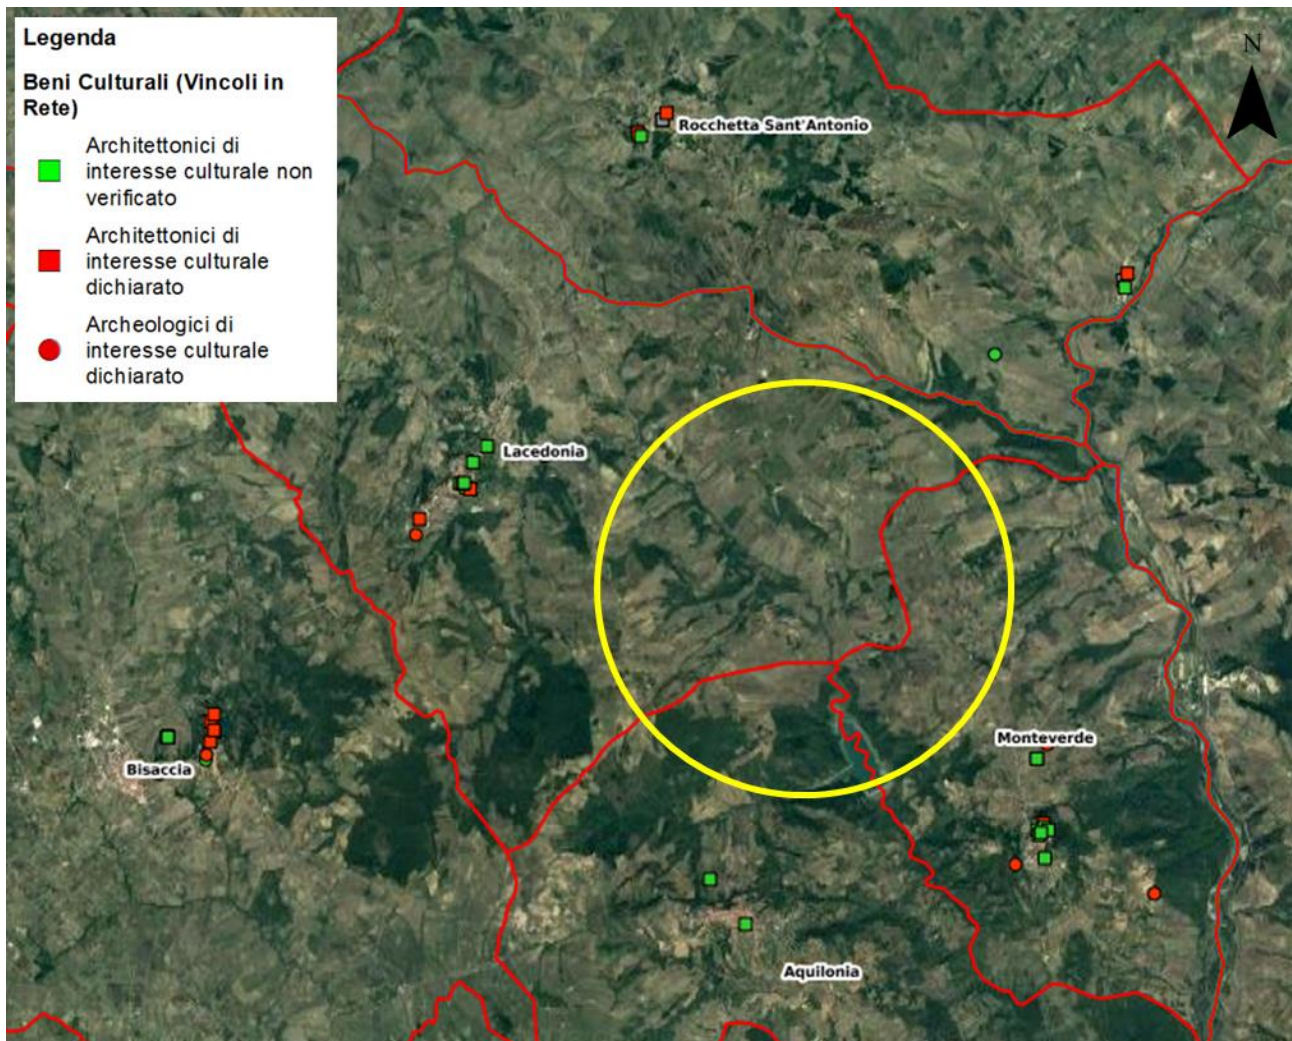 Legenda
Beni Culturali (Vincoli in
Rete)
Architettonici di
interesse culturale non
verificato
Architettonici di
interesse culturale
dichiarato
Archeologici di
interesse culturale
dichiarato
N
Rocchetta Sant'Antonio
Lacedonia
Monteverde
Bisaccia
Aquilonia